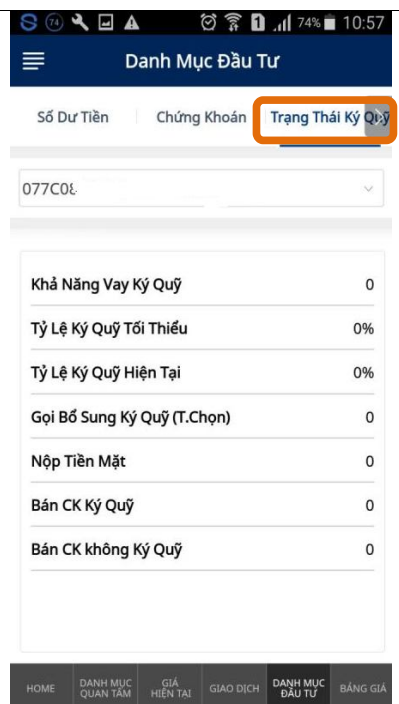 74 1 74% 10:57
Danh Mục Đầu Tư
Số Dư Tiền Chứng Khoán Trạng Thái Ký Quỹ
077C08
Khả Năng Vay Ký Quỹ 0
Tỷ Lệ Ký Quỹ Tối Thiểu 0%
Tỷ Lệ Ký Quỹ Hiện Tại 0%
Gọi Bổ Sung Ký Quỹ (T.Chọn) 0
Nộp Tiền Mặt 0
Bán CK Ký Quỹ 0
Bán CK không Ký Quỹ 0
HOME DANH MỤC QUAN TÂM GIÁ HIỆN TẠI GIAO DỊCH DANH MỤC ĐẦU TƯ BẢNG GIÁ